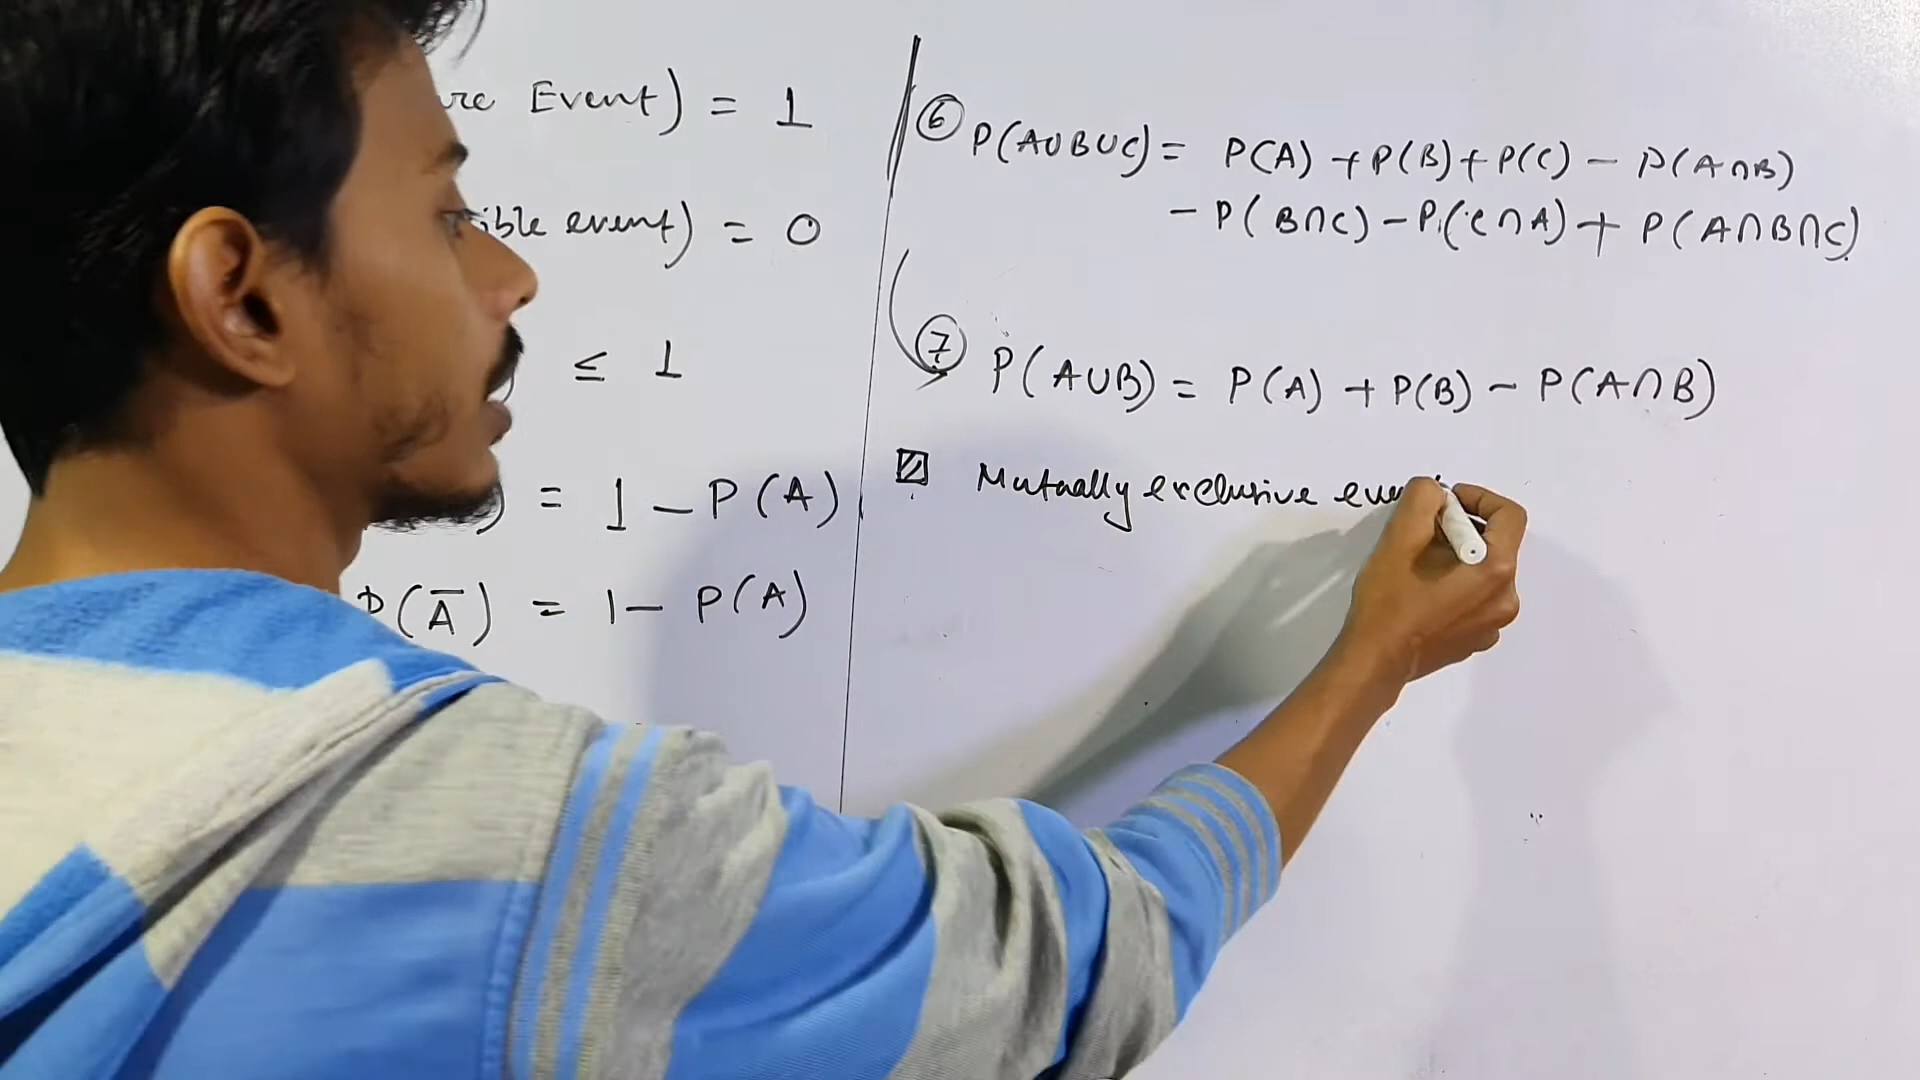 Event) = 1
event) = 0
≤ 1
) = 1 - P(A)
P(A̅) = 1 - P(A)
⑥ P(A∪B∪C) = P(A) + P(B) + P(C) - P(A∩B)
- P(B∩C) - P(C∩A) + P(A∩B∩C)
⑦ P(A∪B) = P(A) + P(B) - P(A∩B)
Mutually exclusive